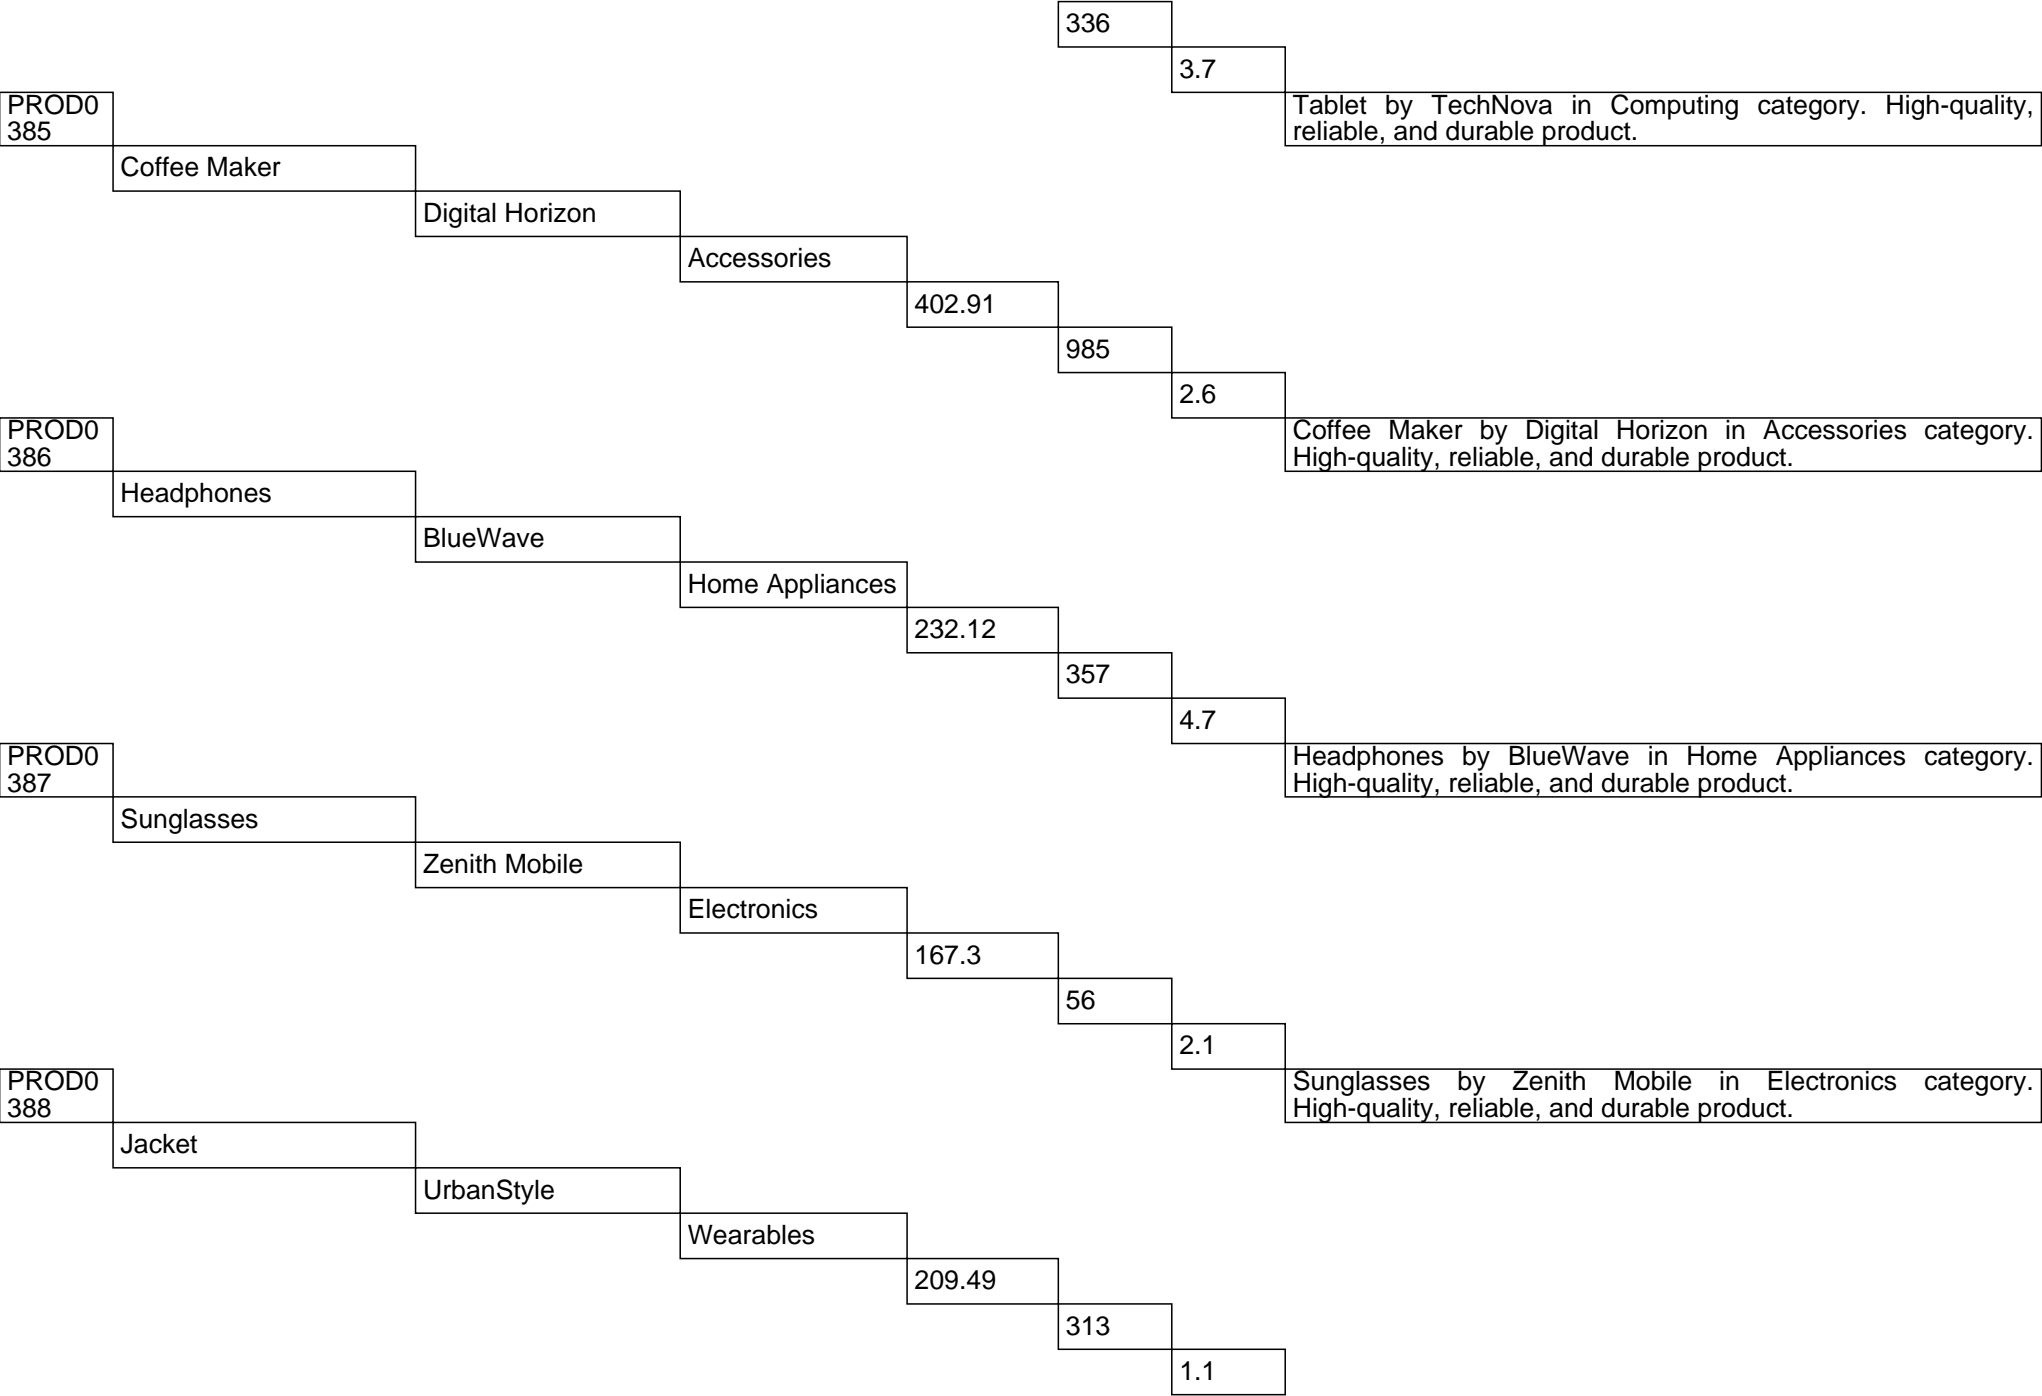 336
3.7
PROD0
385
Tablet by TechNova in Computing category. High-quality,
reliable, and durable product.
Coffee Maker
Digital Horizon
Accessories
402.91
985
2.6
PROD0
386
Coffee Maker by Digital Horizon in Accessories category.
High-quality, reliable, and durable product.
Headphones
BlueWave
Home Appliances
232.12
357
4.7
PROD0
387
Headphones by BlueWave in Home Appliances category.
High-quality, reliable, and durable product.
Sunglasses
Zenith Mobile
Electronics
167.3
56
2.1
PROD0
388
Sunglasses by Zenith Mobile in Electronics category.
High-quality, reliable, and durable product.
Jacket
UrbanStyle
Wearables
209.49
313
1.1